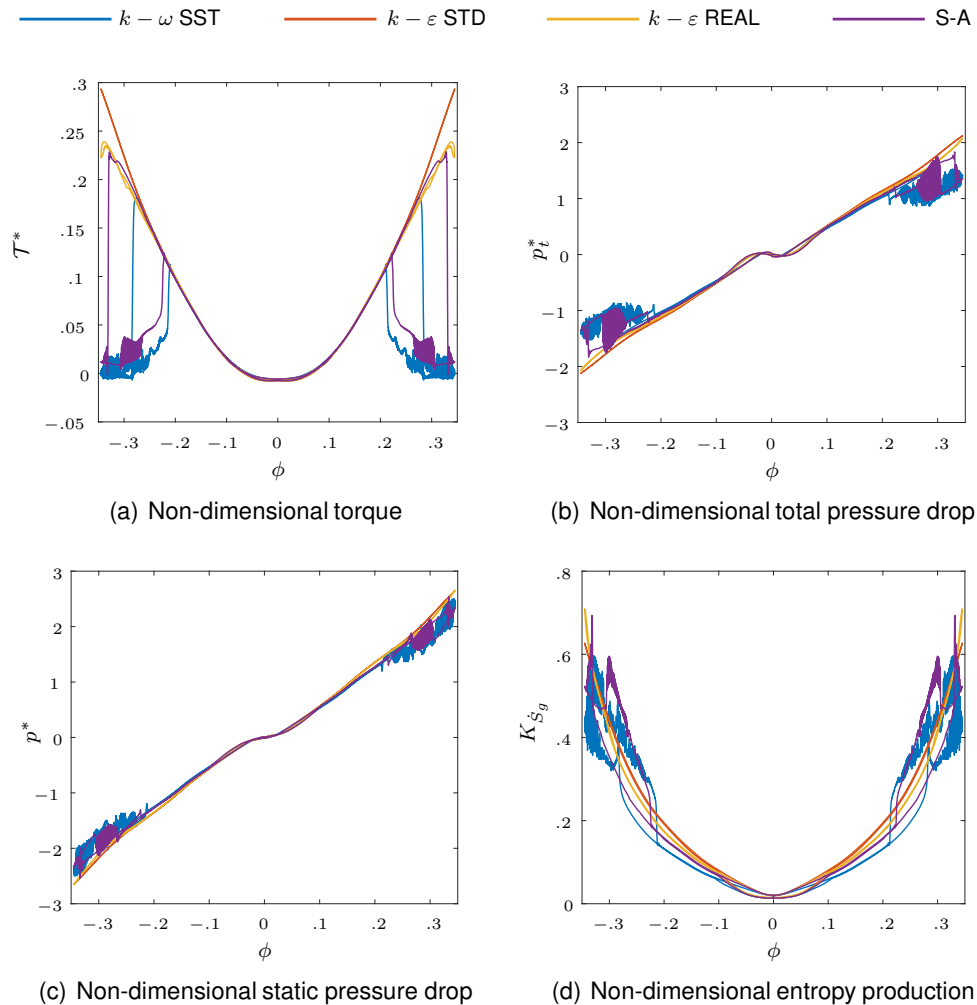 k − ω SST k − ε STD k − ε REAL S-A
.3
.25
.2
.15
.1
.05
0
−.05
𝒯*
−.3 −.2 −.1 0 .1 .2 .3
ϕ
(a) Non-dimensional torque
3
2
1
0
−1
−2
−3
p*t
−.3 −.2 −.1 0 .1 .2 .3
ϕ
(b) Non-dimensional total pressure drop
3
2
1
0
−1
−2
−3
p*
−.3 −.2 −.1 0 .1 .2 .3
ϕ
(c) Non-dimensional static pressure drop
.8
.6
.4
.2
0
KṠg
−.3 −.2 −.1 0 .1 .2 .3
ϕ
(d) Non-dimensional entropy production